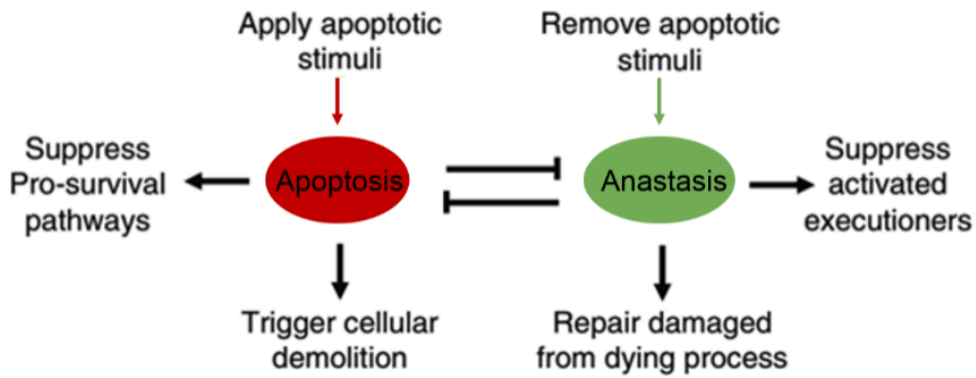 Apply apoptotic
stimuli
Remove apoptotic
stimuli
Suppress
Pro-survival
pathways
Apoptosis
Anastasis
Suppress
activated
executioners
Trigger cellular
demolition
Repair damaged
from dying process